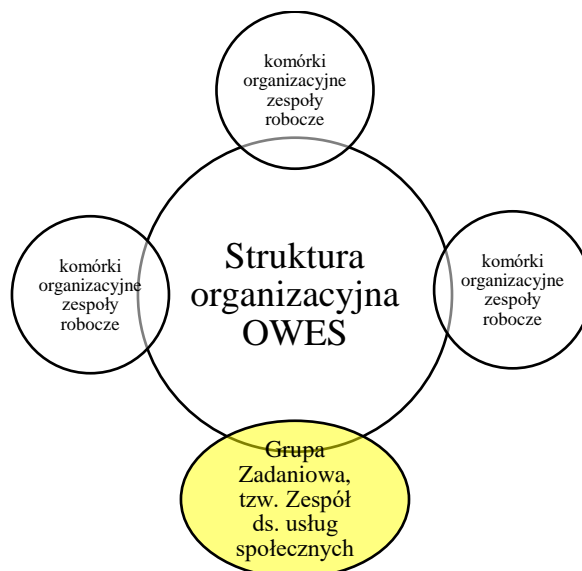 komórki
organizacyjne
zespoły
robocze
komórki
organizacyjne
zespoły
robocze
Struktura
organizacyjna
OWES
komórki
organizacyjne
zespoły
robocze
Grupa
Zadaniowa,
tzw. Zespół
ds. usług
społecznych